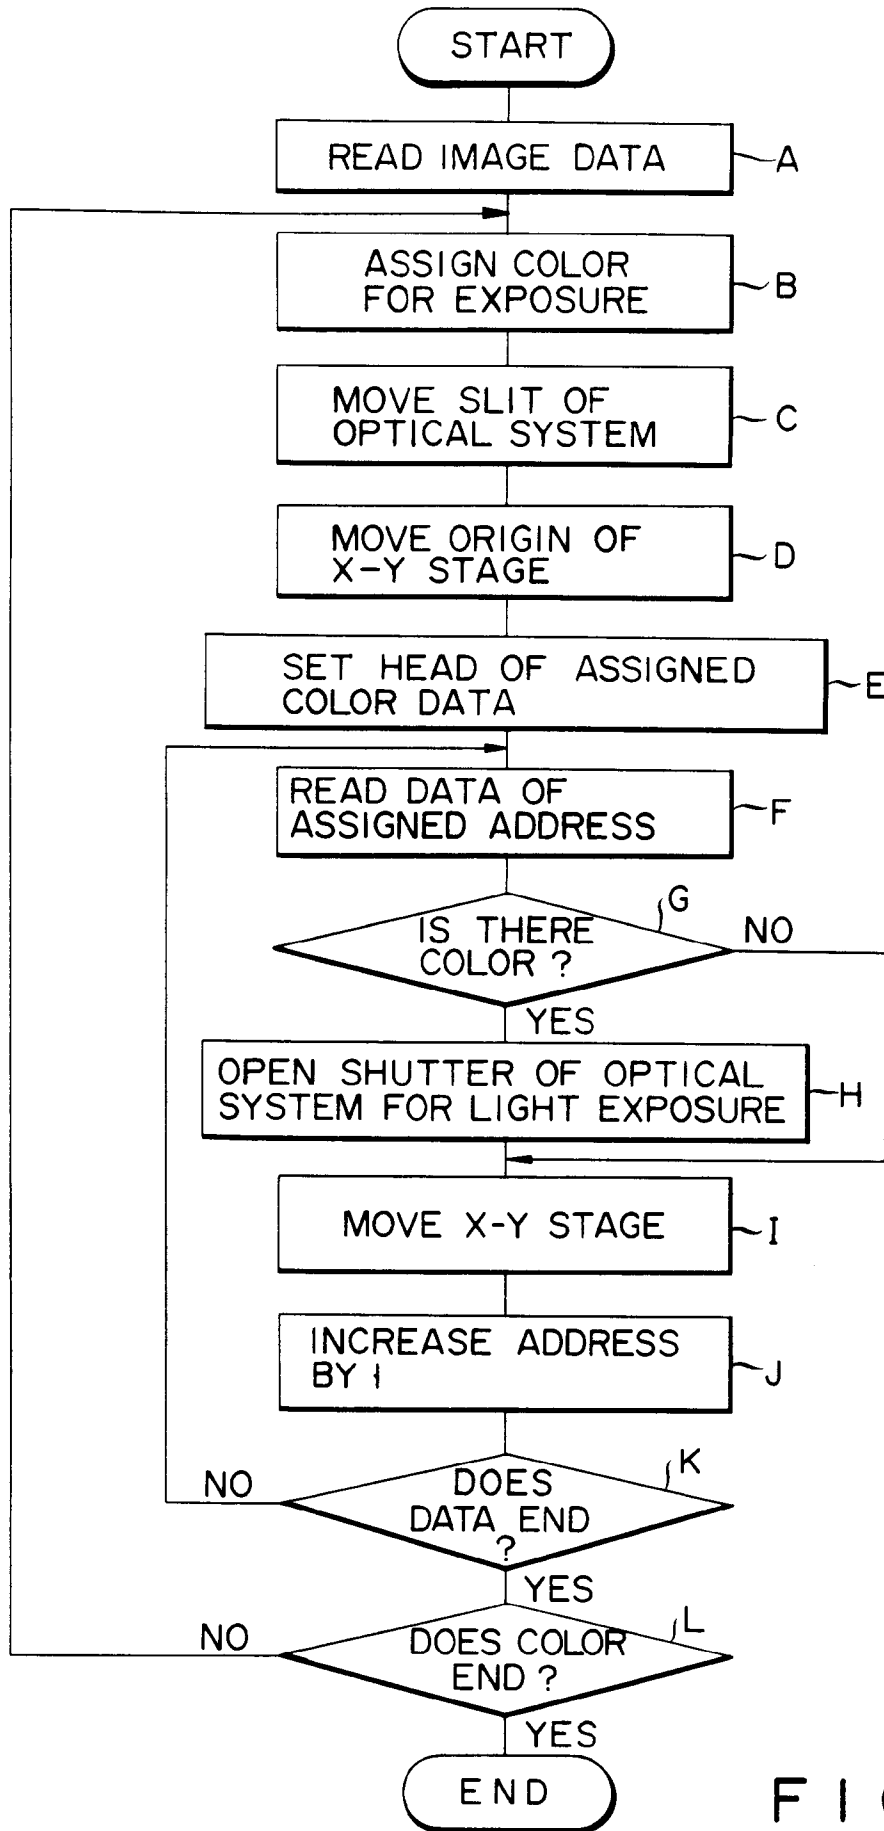 START
READ IMAGE DATA
A
ASSIGN COLOR
FOR EXPOSURE
B
MOVE SLIT OF
OPTICAL SYSTEM
C
MOVE ORIGIN OF
X-Y STAGE
D
SET HEAD OF ASSIGNED
COLOR DATA
E
READ DATA OF
ASSIGNED ADDRESS
F
G
IS THERE
COLOR ?
NO
YES
OPEN SHUTTER OF OPTICAL
SYSTEM FOR LIGHT EXPOSURE
H
MOVE X-Y STAGE
I
INCREASE ADDRESS
BY 1
J
K
DOES
DATA END
?
NO
YES
L
DOES COLOR
END ?
NO
YES
END
FI